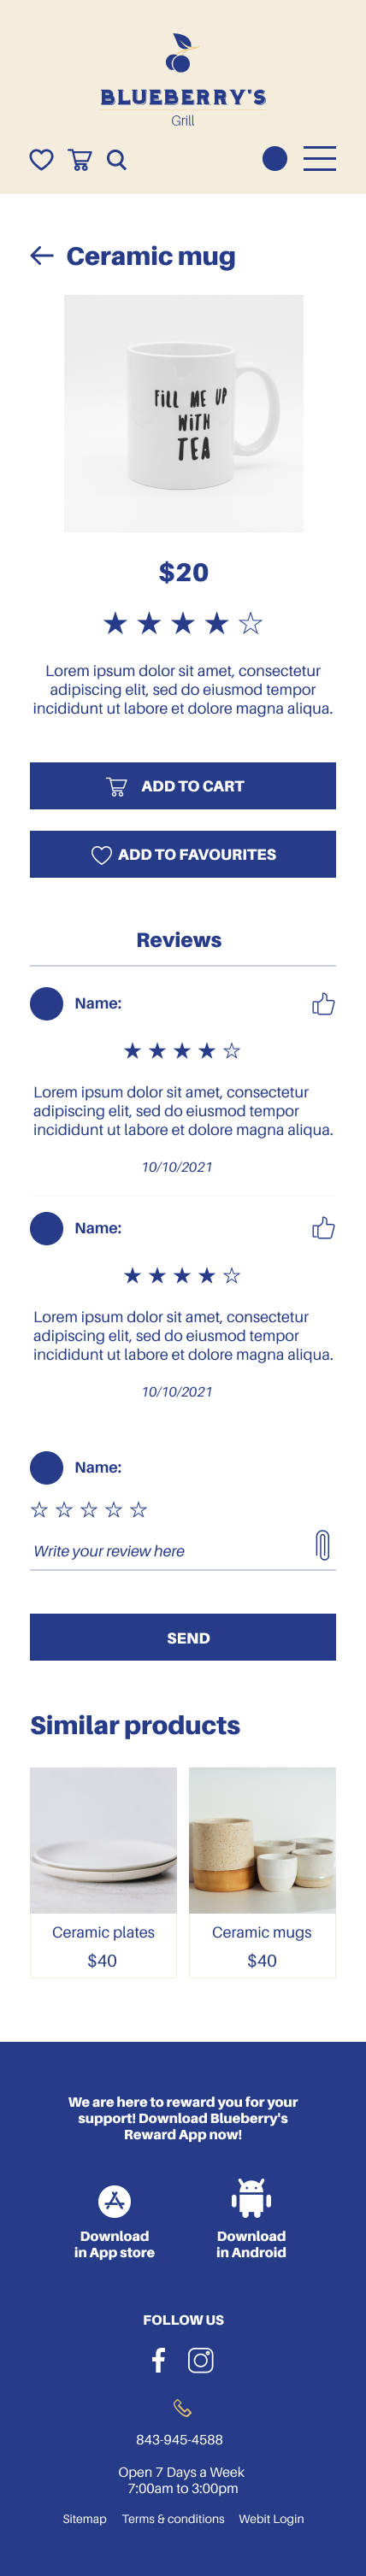 BLUEBERRY'S
Grill
Ceramic mug
FiLL ME UP
WiTH
TEA
$20
Lorem ipsum dolor sit amet, consectetur
adipiscing elit, sed do eiusmod tempor
incididunt ut labore et dolore magna aliqua.
ADD TO CART
ADD TO FAVOURITES
Reviews
Name:
Lorem ipsum dolor sit amet, consectetur
adipiscing elit, sed do eiusmod tempor
incididunt ut labore et dolore magna aliqua.
10/10/2021
Name:
Lorem ipsum dolor sit amet, consectetur
adipiscing elit, sed do eiusmod tempor
incididunt ut labore et dolore magna aliqua.
10/10/2021
Name:
Write your review here
SEND
Similar products
Ceramic plates
$40
Ceramic mugs
$40
We are here to reward you for your
support! Download Blueberry's
Reward App now!
Download
in App store
Download
in Android
FOLLOW US
843-945-4588
Open 7 Days a Week
7:00am to 3:00pm
Sitemap Terms & conditions Webit Login